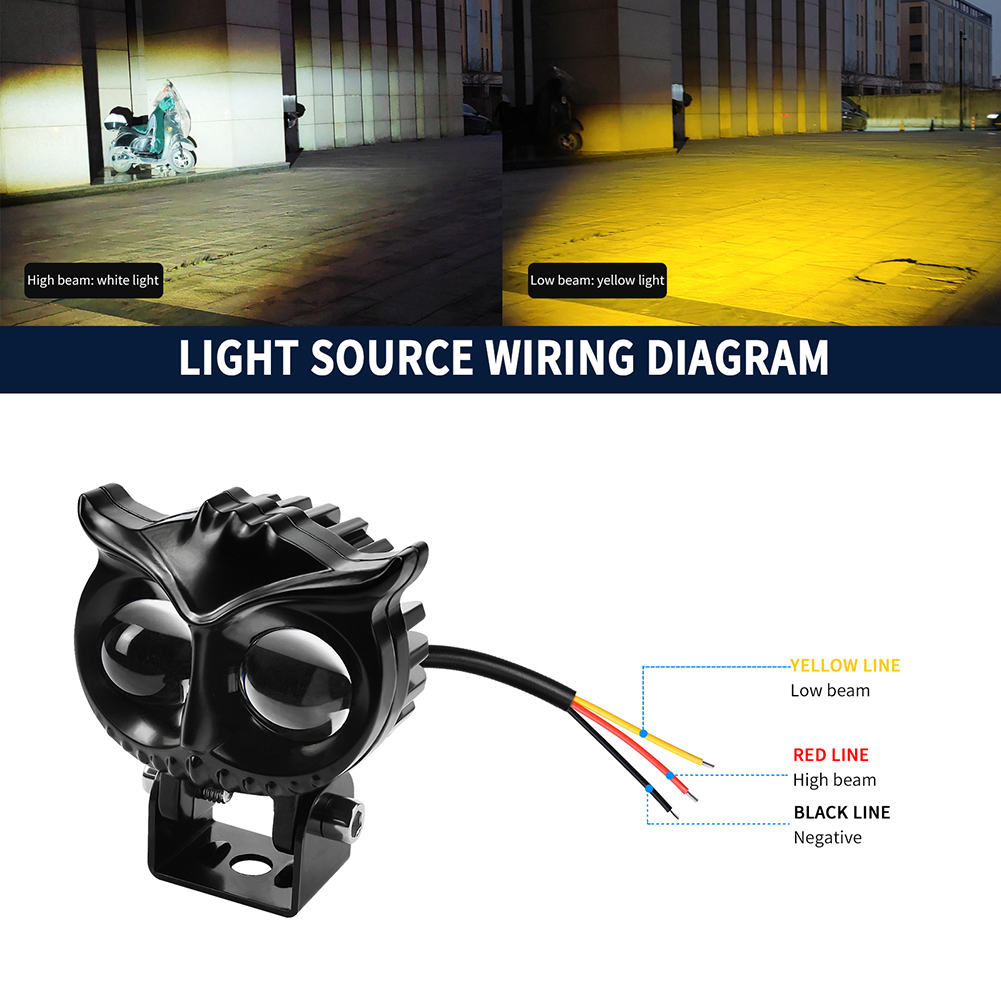 High beam: white light
Low beam: yellow light
LIGHT SOURCE WIRING DIAGRAM
YELLOW LINE
Low beam
RED LINE
High beam
BLACK LINE
Negative